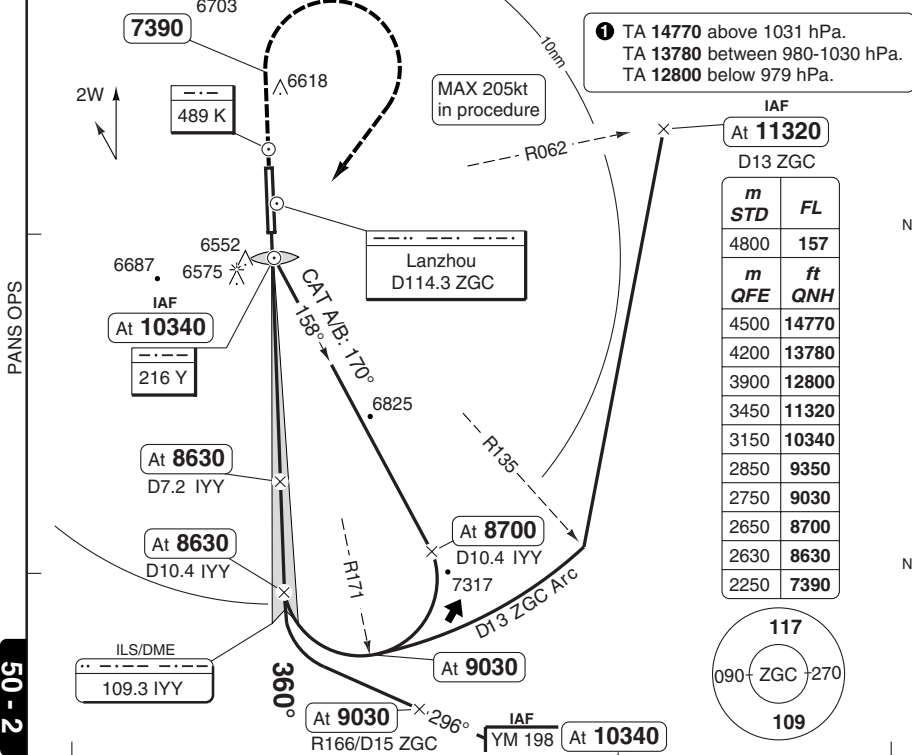 6703
7390
6618
2W
489 K
MAX 205kt
in procedure
10nm
❶ TA 14770 above 1031 hPa.
TA 13780 between 980-1030 hPa.
TA 12800 below 979 hPa.
R062
IAF
At 11320
D13 ZGC
m
STD
FL
4800 157
m
QFE
ft
QNH
4500 14770
4200 13780
3900 12800
3450 11320
3150 10340
2850 9350
2750 9030
2650 8700
2630 8630
2250 7390
N
N
PANS OPS
6552
6575
6687
IAF
At 10340
216 Y
Lanzhou
D114.3 ZGC
CAT A/B: 170°
158°
6825
R135
At 8630
D7.2 IYY
At 8630
D10.4 IYY
R171
At 8700
D10.4 IYY
7317
D13 ZGC Arc
ILS/DME
109.3 IYY
360°
At 9030
At 9030
R166/D15 ZGC
296°
IAF
YM 198
At 10340
117
090 ZGC 270
109
50 - 2